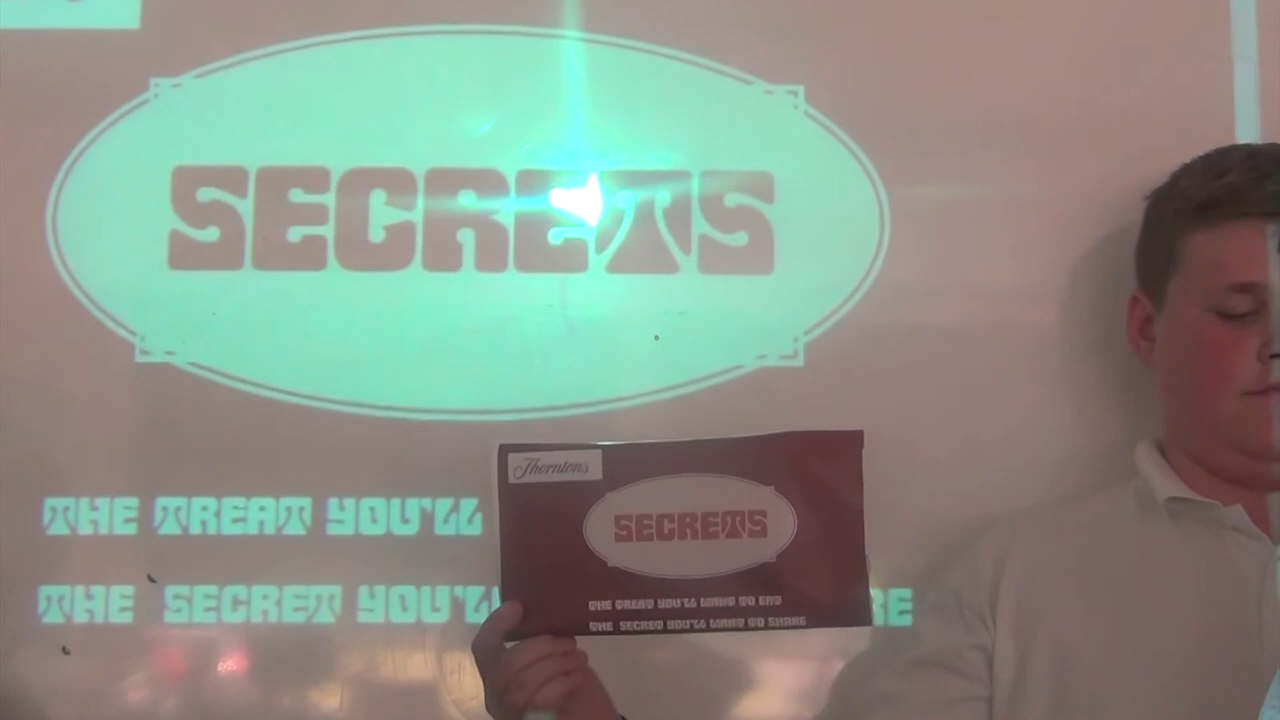 SECRETS
THE TREAT YOU'LL
THE SECRET YOU'LL RE
Thorntons
SECRETS
THE TREAT YOU'LL WANT TO EAT
THE SECRET YOU'LL WANT TO SHARE